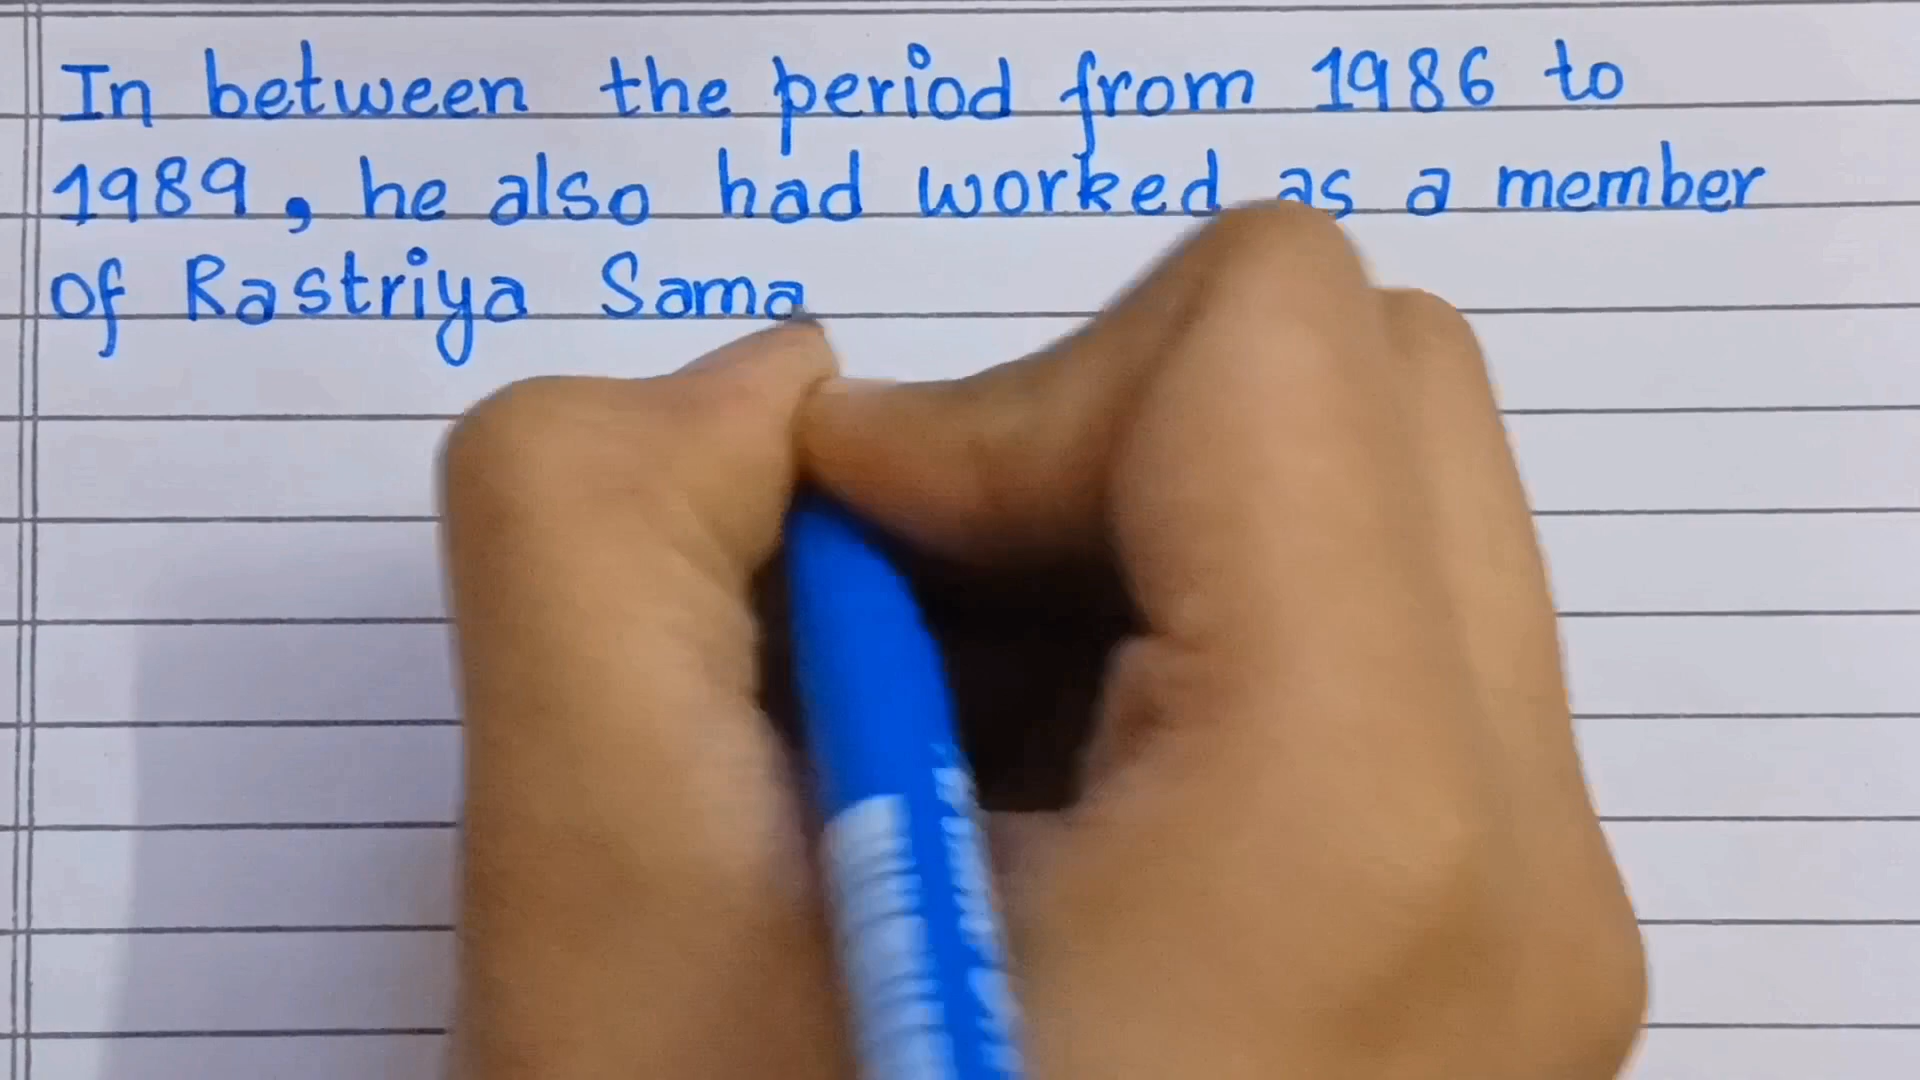 In between the period from 1986 to
1989, he also had worked as a member
of Rastriya Sama